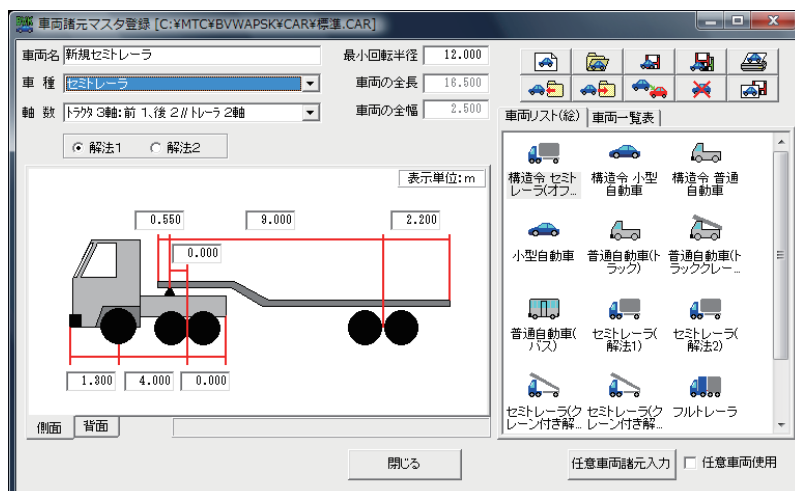 車両諸元マスタ登録 [C:¥MTC¥BVWAPSK¥CAR¥標準.CAR]
車両名 新規セミトレーラ
最小回転半径 12.000
車 種 セミトレーラ
車両の全長 16.500
軸 数 トラクタ 3軸:前 1、後 2 // トレーラ 2軸
車両の全幅 2.500
解法1 解法2
表示単位:m
0.550 9.000 2.200
0.000
1.300 4.000 0.000
側面 背面
車両リスト(絵) 車両一覧表
構造令 セミト
レーラ(オフ...
構造令 小型
自動車
構造令 普通
自動車
小型自動車
普通自動車(ト
ラック)
普通自動車(ト
ラッククレー...
普通自動車(
バス)
セミトレーラ(
解法1)
セミトレーラ(
解法2)
セミトレーラ(ク
レーン付き解...
セミトレーラ(ク
レーン付き解...
フルトレーラ
閉じる
任意車両諸元入力
任意車両使用